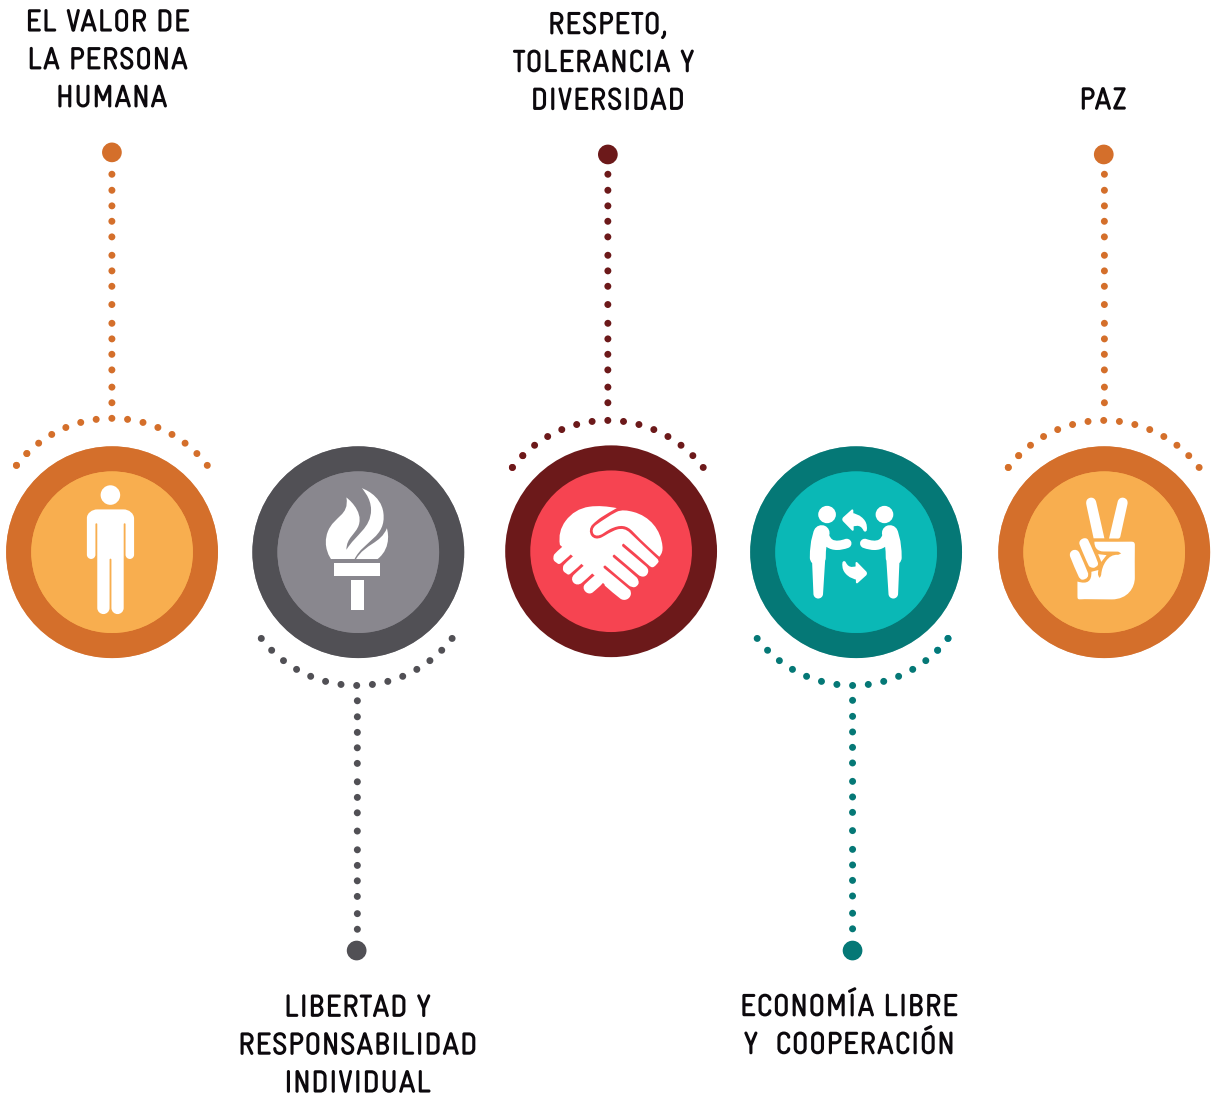 EL VALOR DE
LA PERSONA
HUMANA
RESPETO,
TOLERANCIA Y
DIVERSIDAD
PAZ
LIBERTAD Y
RESPONSABILIDAD
INDIVIDUAL
ECONOMÍA LIBRE
Y COOPERACIÓN